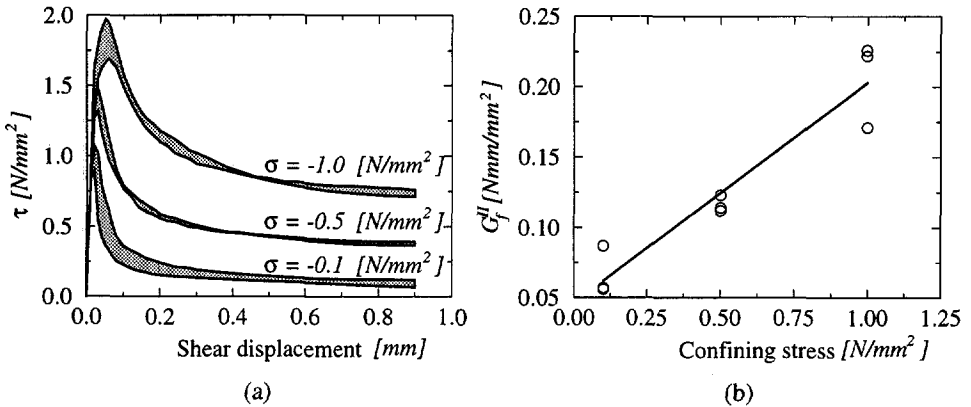 2.0
1.5
1.0
0.5
0.0
τ [N/mm²]
σ = -1.0 [N/mm²]
σ = -0.5 [N/mm²]
σ = -0.1 [N/mm²]
0.0 0.2 0.4 0.6 0.8 1.0
Shear displacement [mm]
(a)
0.25
0.20
0.15
0.10
0.05
G_f^II [Nmm/mm²]
0.00 0.25 0.50 0.75 1.00 1.25
Confining stress [N/mm²]
(b)